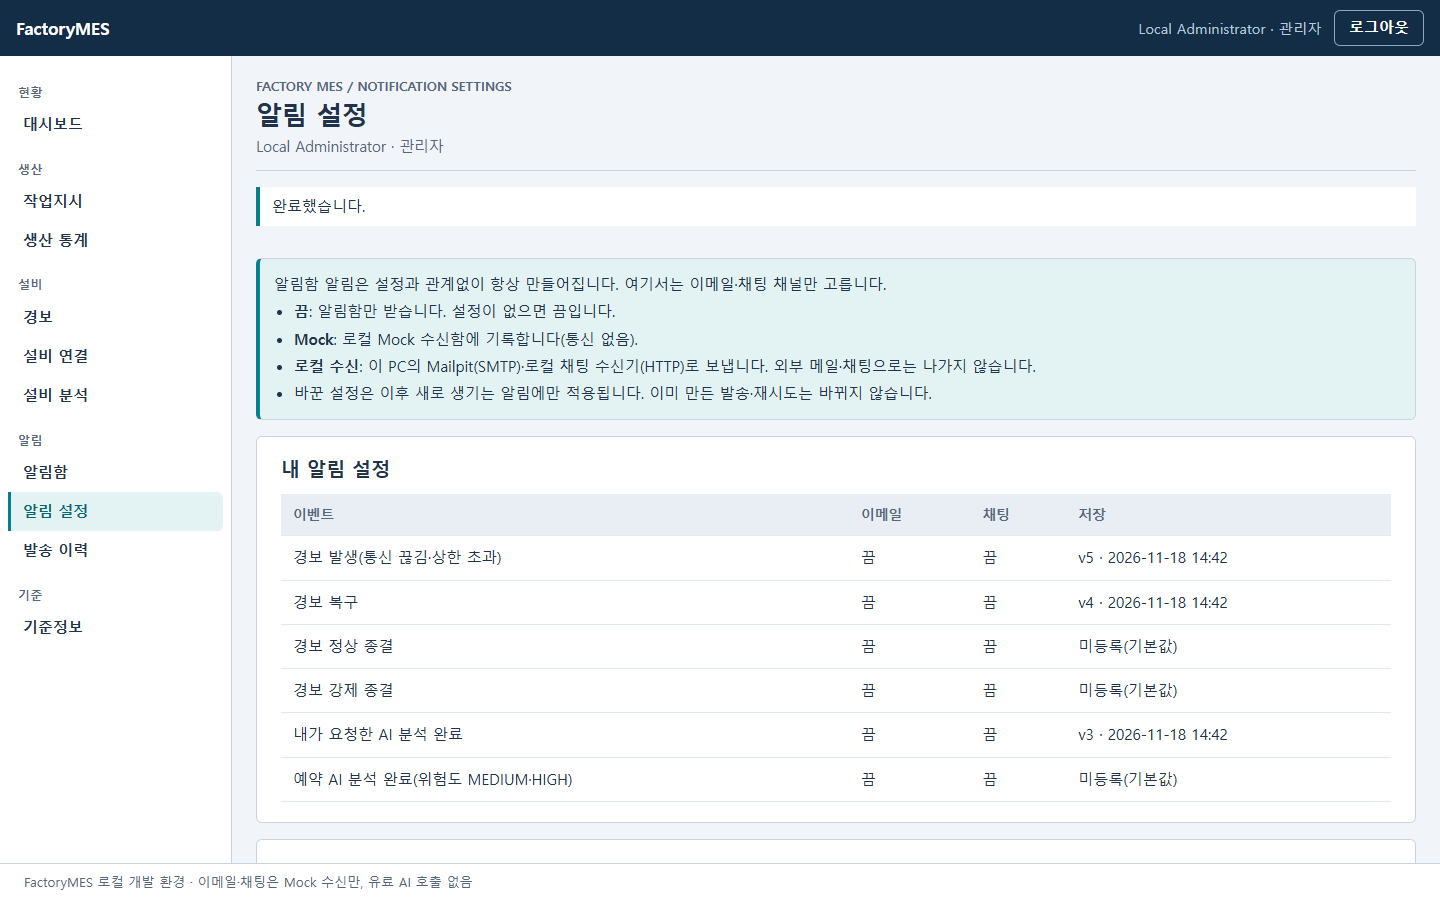 FactoryMES
Local Administrator · 관리자
로그아웃
현황
대시보드
생산
작업지시
생산 통계
설비
경보
설비 연결
설비 분석
알림
알림함
알림 설정
발송 이력
기준
기준정보
FACTORY MES / NOTIFICATION SETTINGS
알림 설정
Local Administrator · 관리자
완료했습니다.
알림함 알림은 설정과 관계없이 항상 만들어집니다. 여기서는 이메일·채팅 채널만 고릅니다.
• 끔: 알림함만 받습니다. 설정이 없으면 끔입니다.
• Mock: 로컬 Mock 수신함에 기록합니다(통신 없음).
• 로컬 수신: 이 PC의 Mailpit(SMTP)·로컬 채팅 수신기(HTTP)로 보냅니다. 외부 메일·채팅으로는 나가지 않습니다.
• 바꾼 설정은 이후 새로 생기는 알림에만 적용됩니다. 이미 만든 발송·재시도는 바뀌지 않습니다.
내 알림 설정
이벤트 이메일 채팅 저장
경보 발생(통신 끊김·상한 초과) 끔 끔 v5 · 2026-11-18 14:42
경보 복구 끔 끔 v4 · 2026-11-18 14:42
경보 정상 종결 끔 끔 미등록(기본값)
경보 강제 종결 끔 끔 미등록(기본값)
내가 요청한 AI 분석 완료 끔 끔 v3 · 2026-11-18 14:42
예약 AI 분석 완료(위험도 MEDIUM·HIGH) 끔 끔 미등록(기본값)
FactoryMES 로컬 개발 환경 · 이메일·채팅은 Mock 수신만, 유료 AI 호출 없음